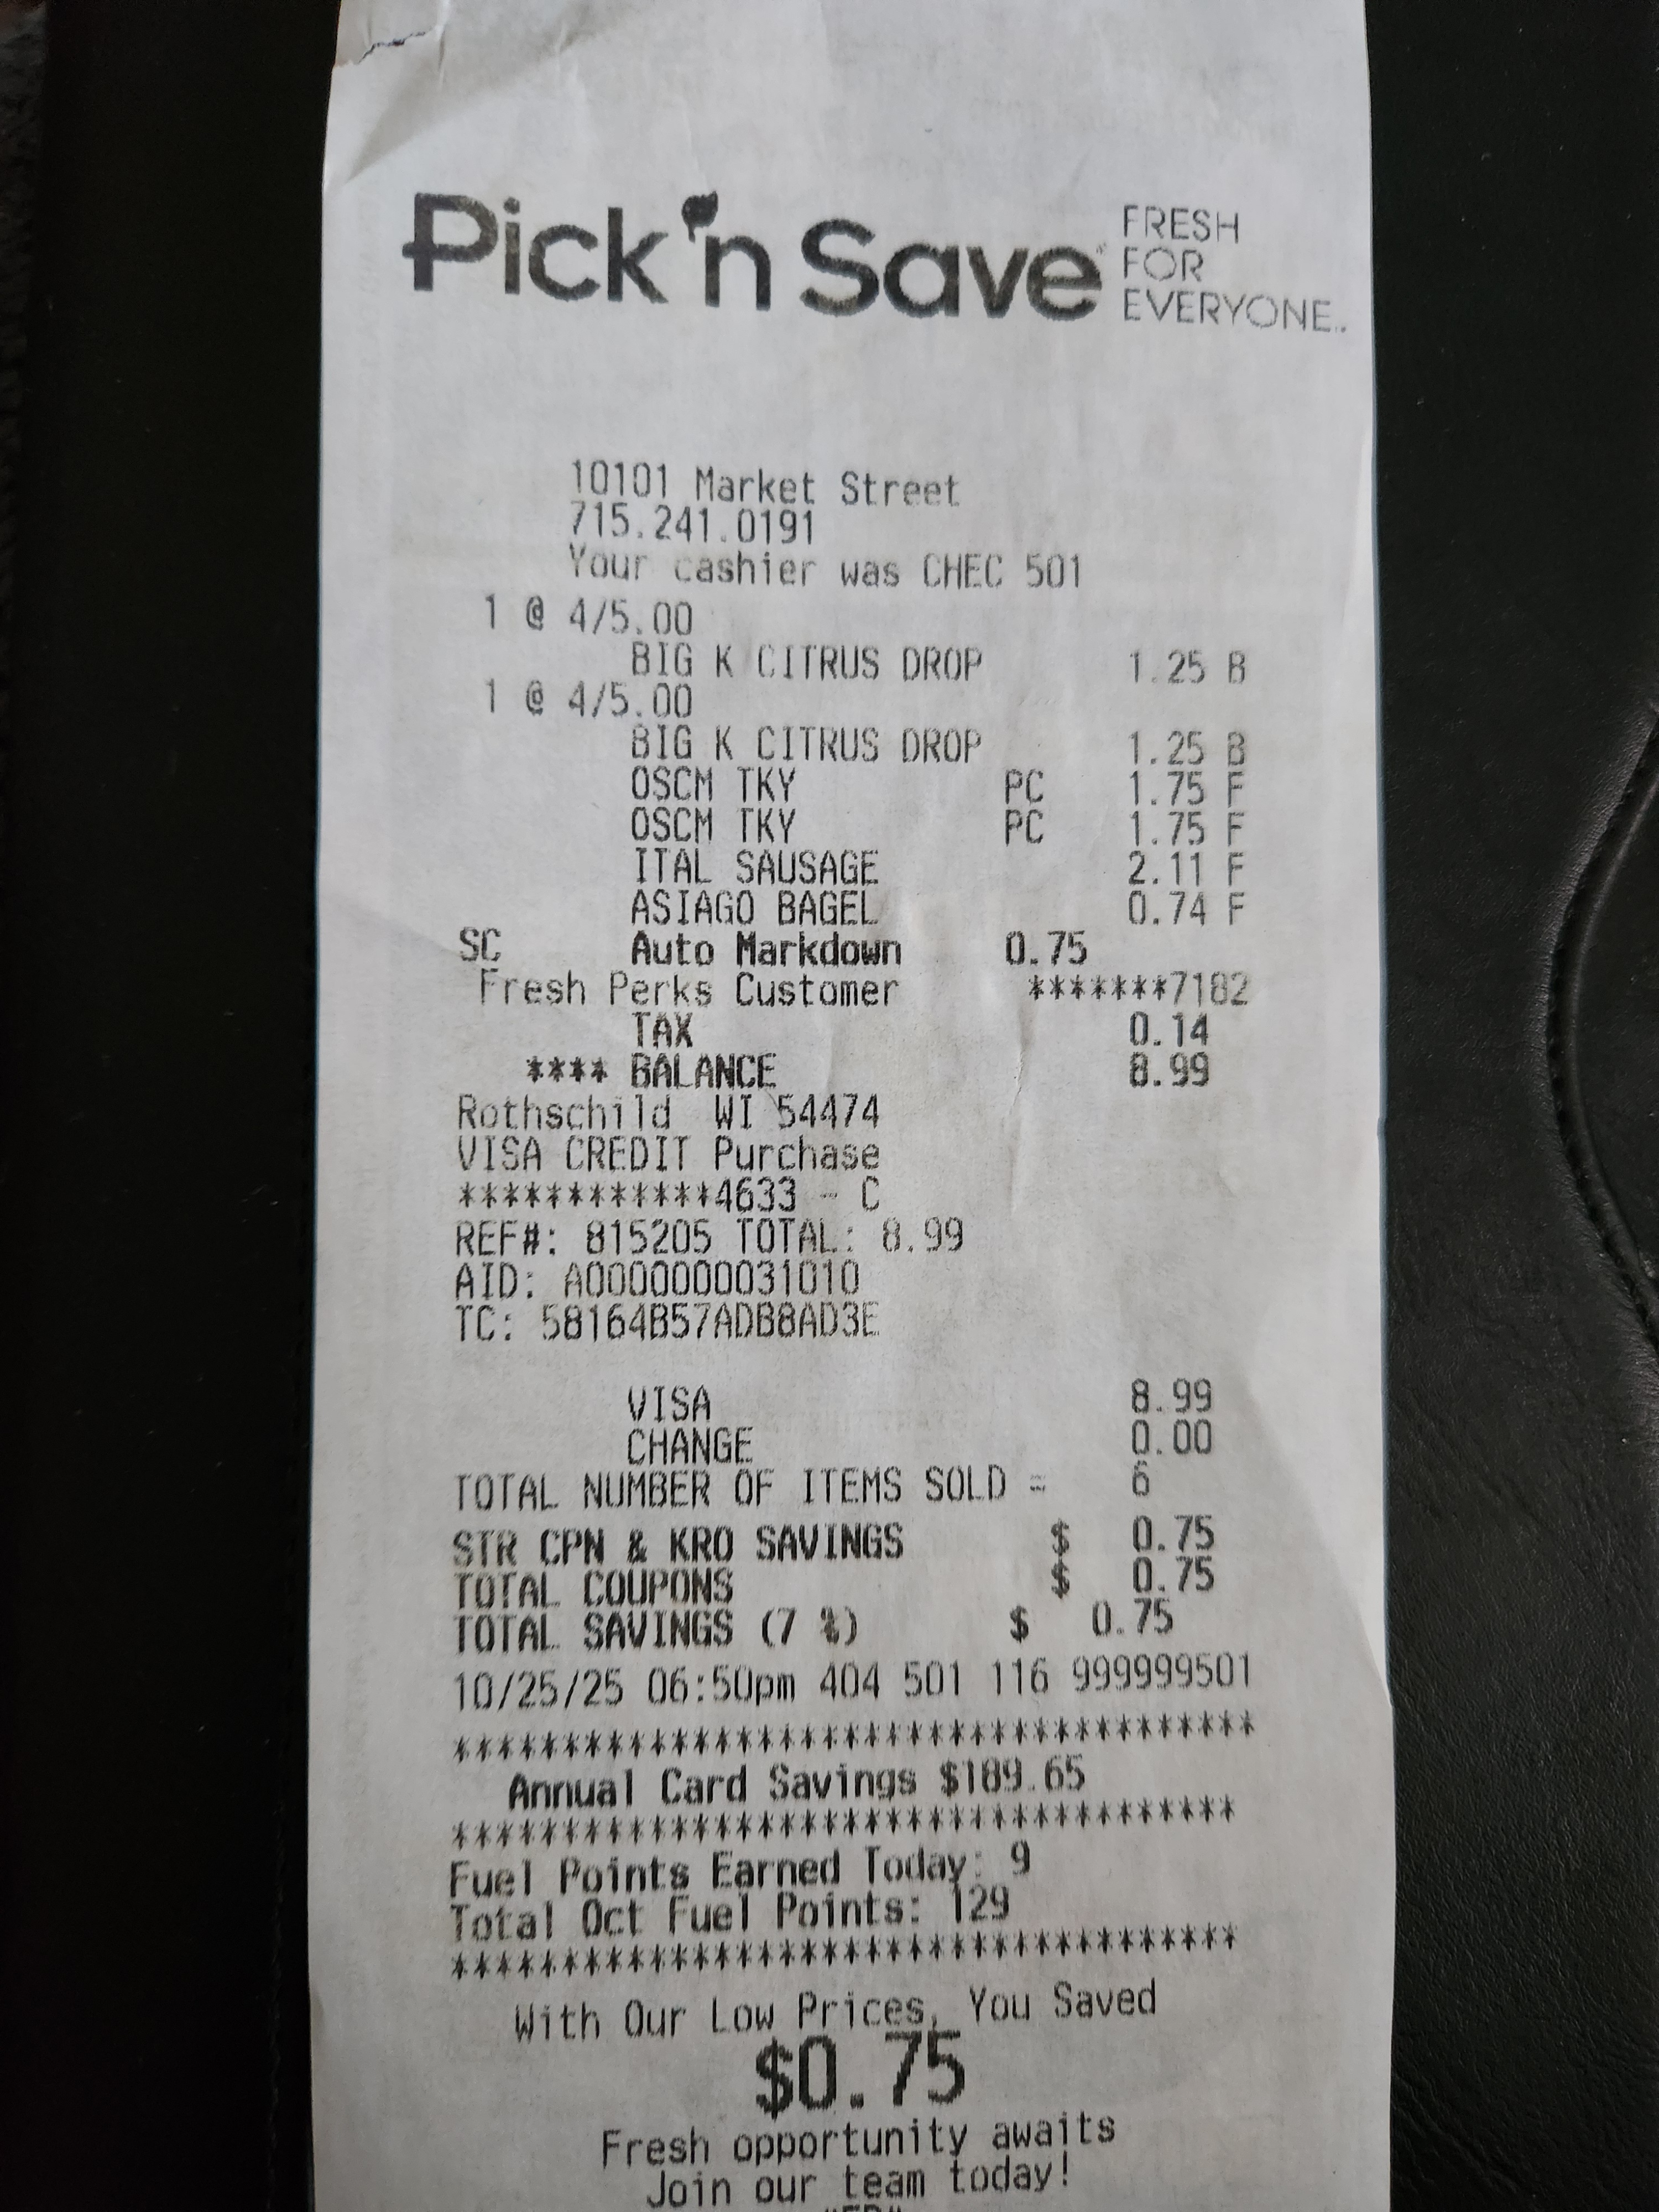 Pick'n Save FRESH
FOR
EVERYONE.
10101 Market Street
715.241.0191
Your cashier was CHEC 501
1 @ 4/5.00
BIG K CITRUS DROP 1.25 B
1 @ 4/5.00
BIG K CITRUS DROP 1.25 B
OSCM TKY PC 1.75 F
OSCM TKY PC 1.75 F
ITAL SAUSAGE 2.11 F
ASIAGO BAGEL 0.74 F
SC Auto Markdown 0.75
Fresh Perks Customer *******7182
TAX 0.14
**** BALANCE 8.99
Rothschild WI 54474
VISA CREDIT Purchase
************4633 - C
REF#: 815205 TOTAL: 8.99
AID: A0000000031010
TC: 58164B57ADB8AD3E
VISA 8.99
CHANGE 0.00
TOTAL NUMBER OF ITEMS SOLD = 6
STR CPN & KRO SAVINGS $ 0.75
TOTAL COUPONS $ 0.75
TOTAL SAVINGS (7 %) $ 0.75
10/25/25 06:50pm 404 501 116 999999501
*************************************
Annual Card Savings $189.65
************************************
Fuel Points Earned Today: 9
Total Oct Fuel Points: 129
************************************
With Our Low Prices, You Saved
$0.75
Fresh opportunity awaits
Join our team today!